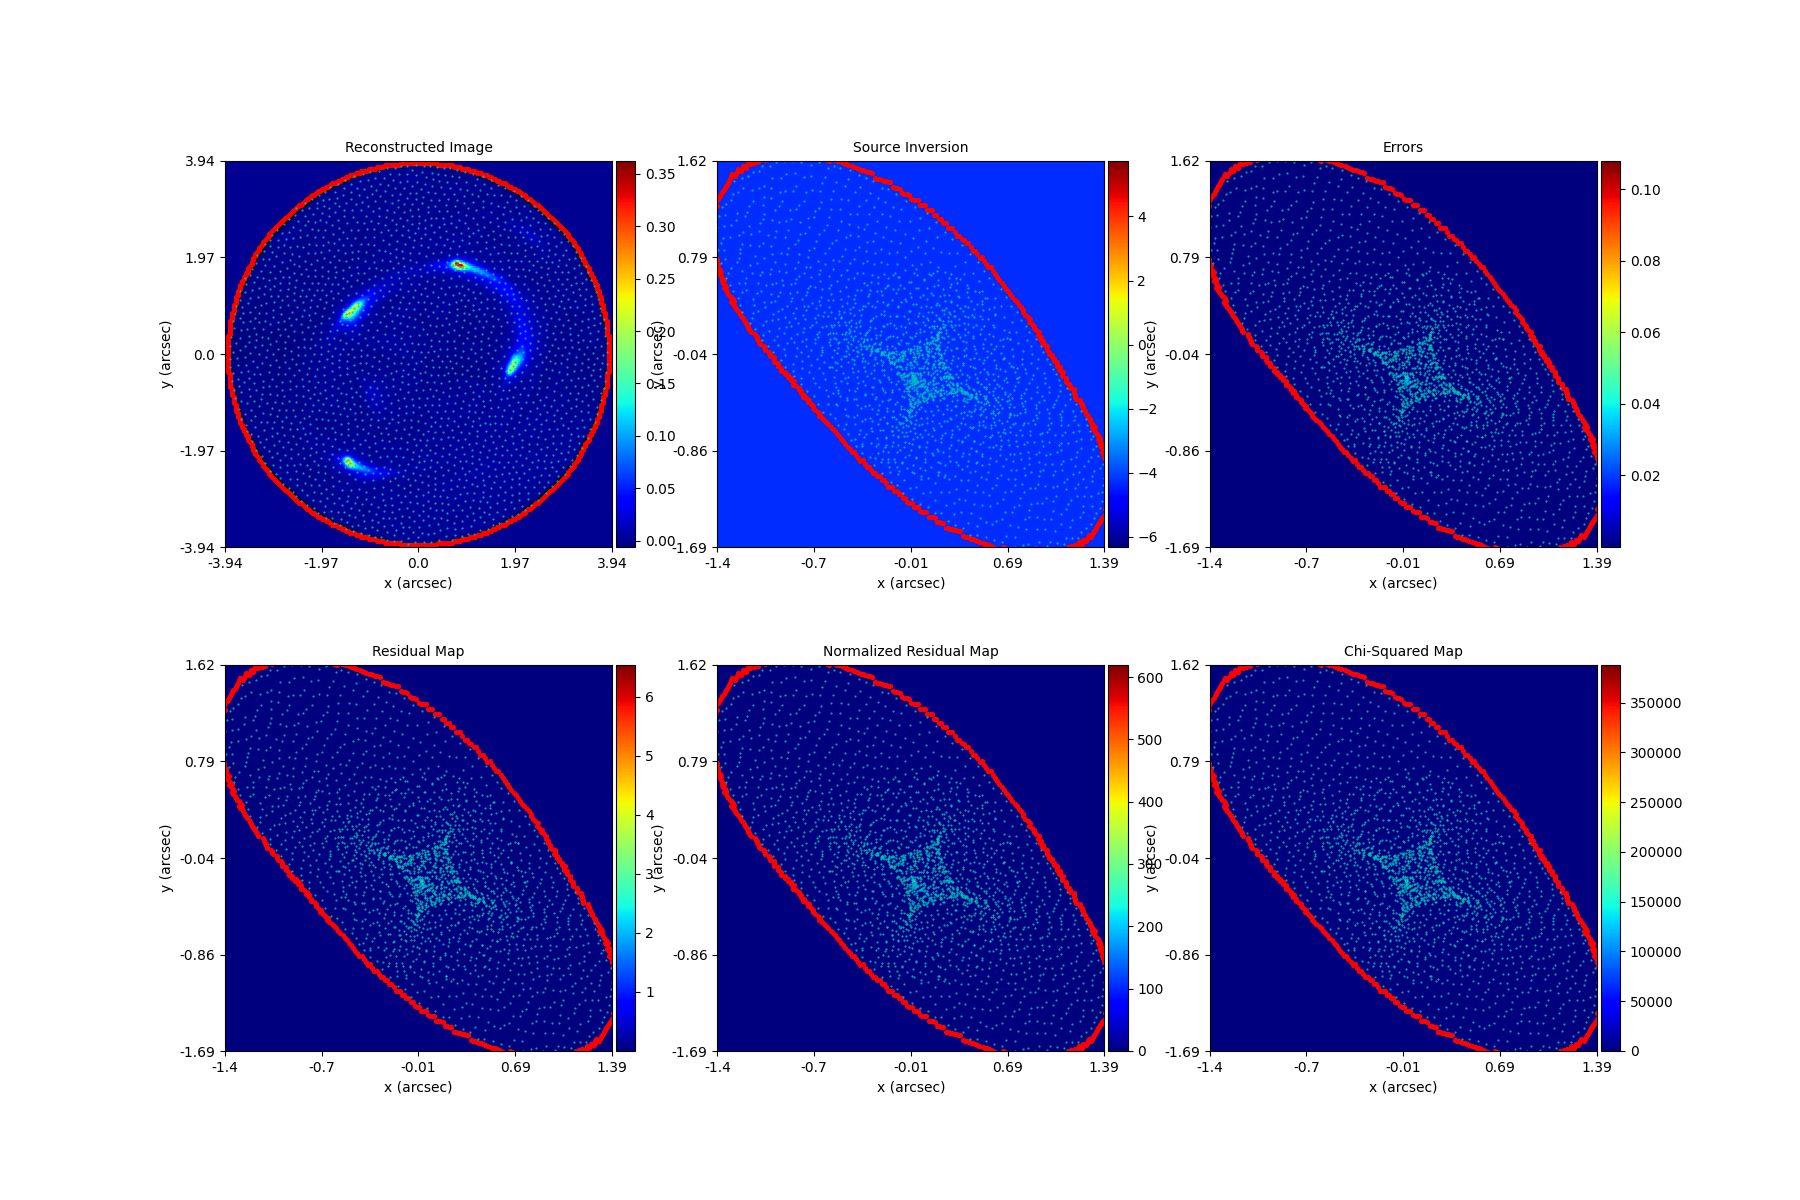 Reconstructed Image
3.94
1.97
0.0
-1.97
-3.94
y (arcsec)
-3.94 -1.97 0.0 1.97 3.94
x (arcsec)
0.35
0.30
0.25
0.20
0.15
0.10
0.05
0.00
Source Inversion
1.62
0.79
-0.04
-0.86
-1.69
y (arcsec)
-1.4 -0.7 -0.01 0.69 1.39
x (arcsec)
4
2
0
−2
−4
−6
Errors
1.62
0.79
-0.04
-0.86
-1.69
y (arcsec)
-1.4 -0.7 -0.01 0.69 1.39
x (arcsec)
0.10
0.08
0.06
0.04
0.02
Residual Map
1.62
0.79
-0.04
-0.86
-1.69
y (arcsec)
-1.4 -0.7 -0.01 0.69 1.39
x (arcsec)
6
5
4
3
2
1
Normalized Residual Map
1.62
0.79
-0.04
-0.86
-1.69
y (arcsec)
-1.4 -0.7 -0.01 0.69 1.39
x (arcsec)
600
500
400
300
200
100
0
Chi-Squared Map
1.62
0.79
-0.04
-0.86
-1.69
y (arcsec)
-1.4 -0.7 -0.01 0.69 1.39
x (arcsec)
350000
300000
250000
200000
150000
100000
50000
0